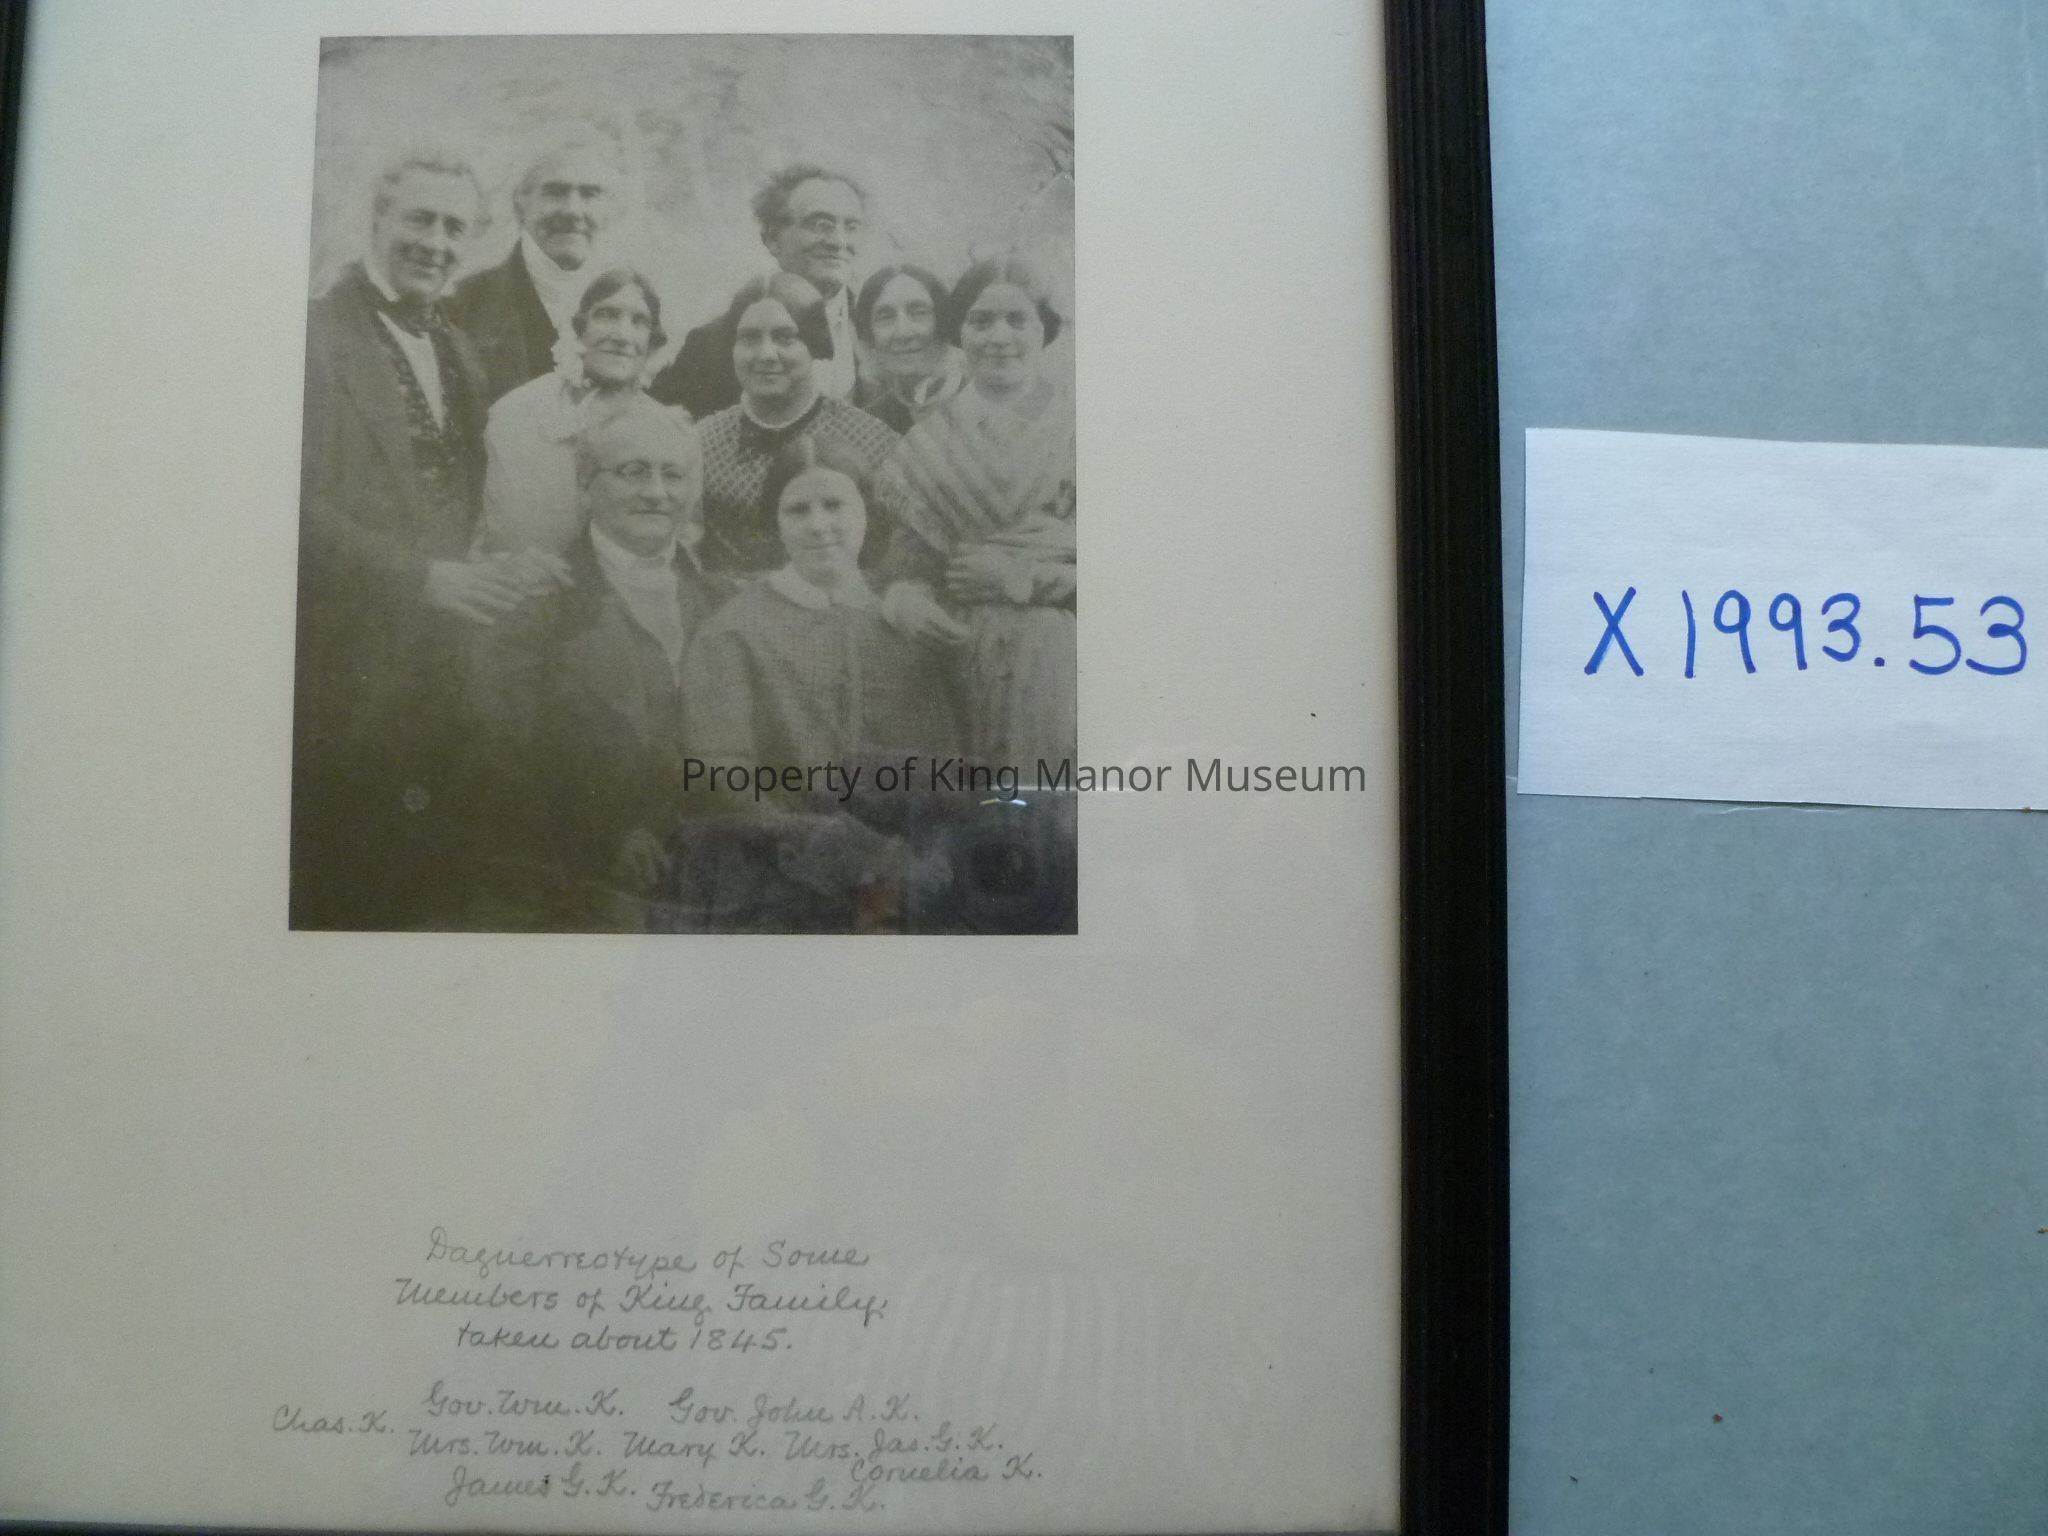 X 1993.53
Property of King Manor Museum
Daguerreotype of Some
Members of King Family,
taken about 1845.
Gov. Wm. K. Gov. John A. K.
Chas. K.
Mrs. Wm. K. Mary K. Mrs. Jas. G. K.
Cornelia K.
James G. K. Frederica G. K.